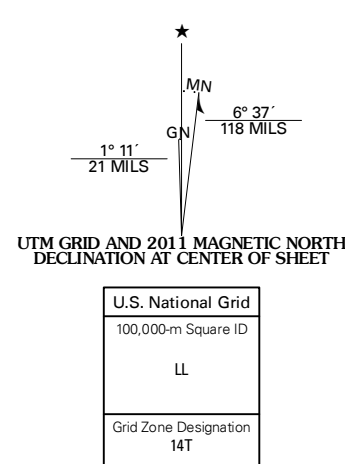 ★
MN
6° 37´
118 MILS
GN
1° 11´
21 MILS
UTM GRID AND 2011 MAGNETIC NORTH
DECLINATION AT CENTER OF SHEET
U.S. National Grid
100,000-m Square ID
LL
Grid Zone Designation
14T